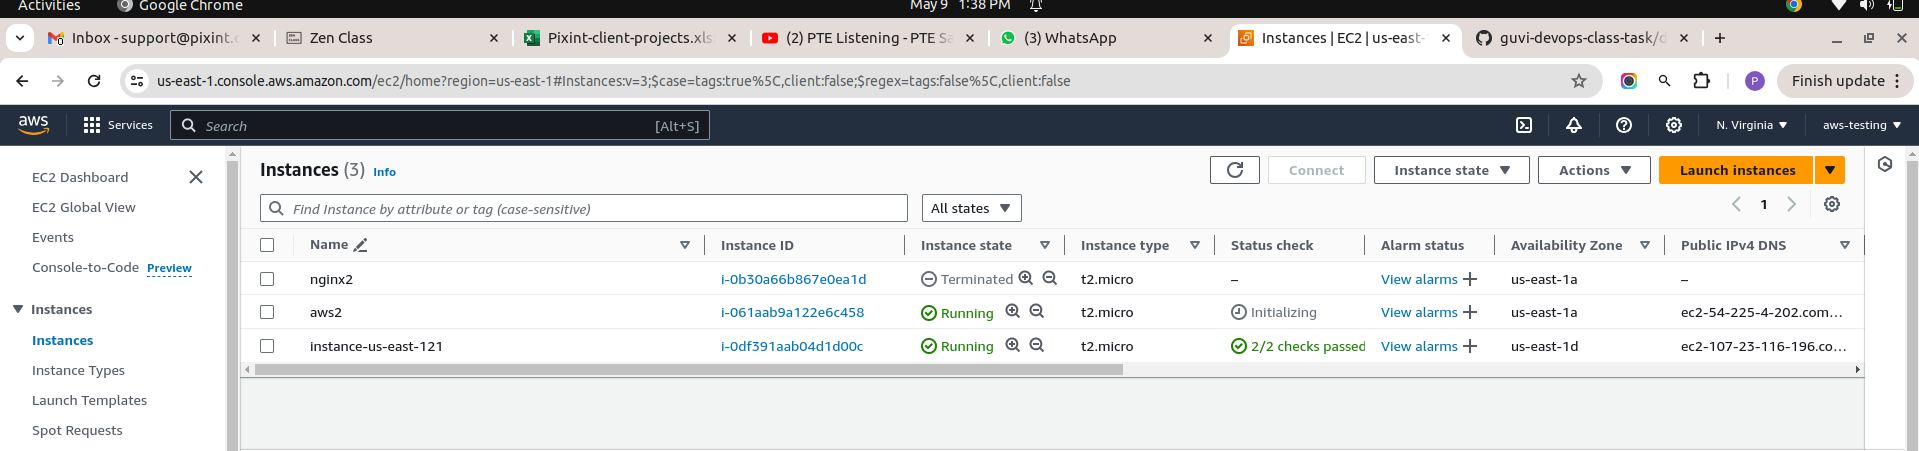 Activities Google Chrome May 9 1:38 PM
Inbox - support@pixint.c Zen Class Pixint-client-projects.xls (2) PTE Listening - PTE Sa (3) WhatsApp Instances | EC2 | us-east- guvi-devops-class-task/d
us-east-1.console.aws.amazon.com/ec2/home?region=us-east-1#Instances:v=3;$case=tags:true%5C,client:false;$regex=tags:false%5C,client:false P Finish update
aws Services Search [Alt+S] N. Virginia aws-testing
EC2 Dashboard
EC2 Global View
Events
Console-to-Code Preview
Instances
Instances
Instance Types
Launch Templates
Spot Requests
Instances (3) Info Connect Instance state Actions Launch instances
Find Instance by attribute or tag (case-sensitive) All states 1
Name Instance ID Instance state Instance type Status check Alarm status Availability Zone Public IPv4 DNS
nginx2 i-0b30a66b867e0ea1d Terminated t2.micro – View alarms us-east-1a –
aws2 i-061aab9a122e6c458 Running t2.micro Initializing View alarms us-east-1a ec2-54-225-4-202.com...
instance-us-east-121 i-0df391aab04d1d00c Running t2.micro 2/2 checks passed View alarms us-east-1d ec2-107-23-116-196.co...